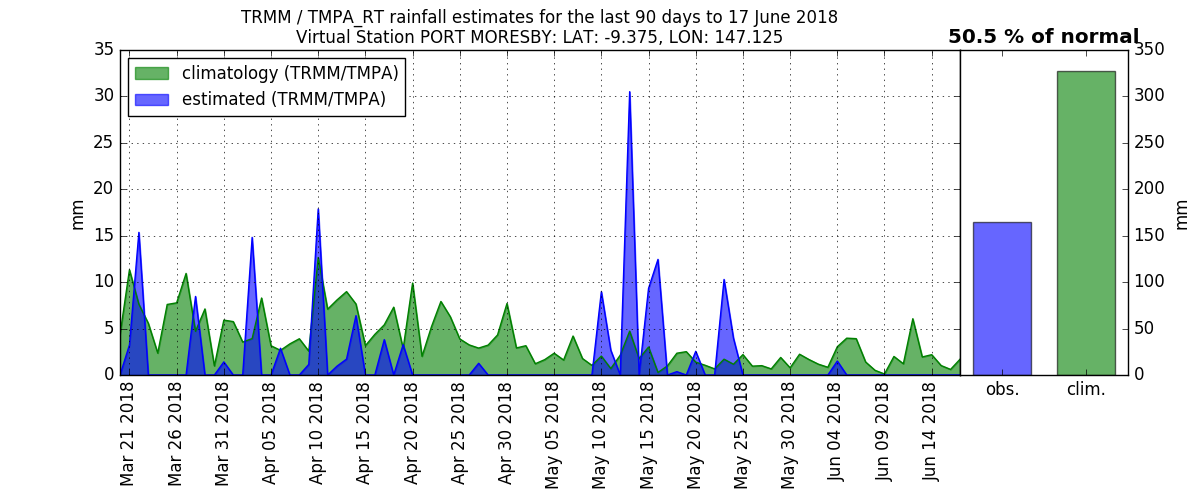 TRMM / TMPA_RT rainfall estimates for the last 90 days to 17 June 2018
Virtual Station PORT MORESBY: LAT: -9.375, LON: 147.125
50.5 % of normal
climatology (TRMM/TMPA)
estimated (TRMM/TMPA)
35
30
25
20
15
10
5
0
mm
350
300
250
200
150
100
50
0
mm
obs.
clim.
Mar 21 2018
Mar 26 2018
Mar 31 2018
Apr 05 2018
Apr 10 2018
Apr 15 2018
Apr 20 2018
Apr 25 2018
Apr 30 2018
May 05 2018
May 10 2018
May 15 2018
May 20 2018
May 25 2018
May 30 2018
Jun 04 2018
Jun 09 2018
Jun 14 2018